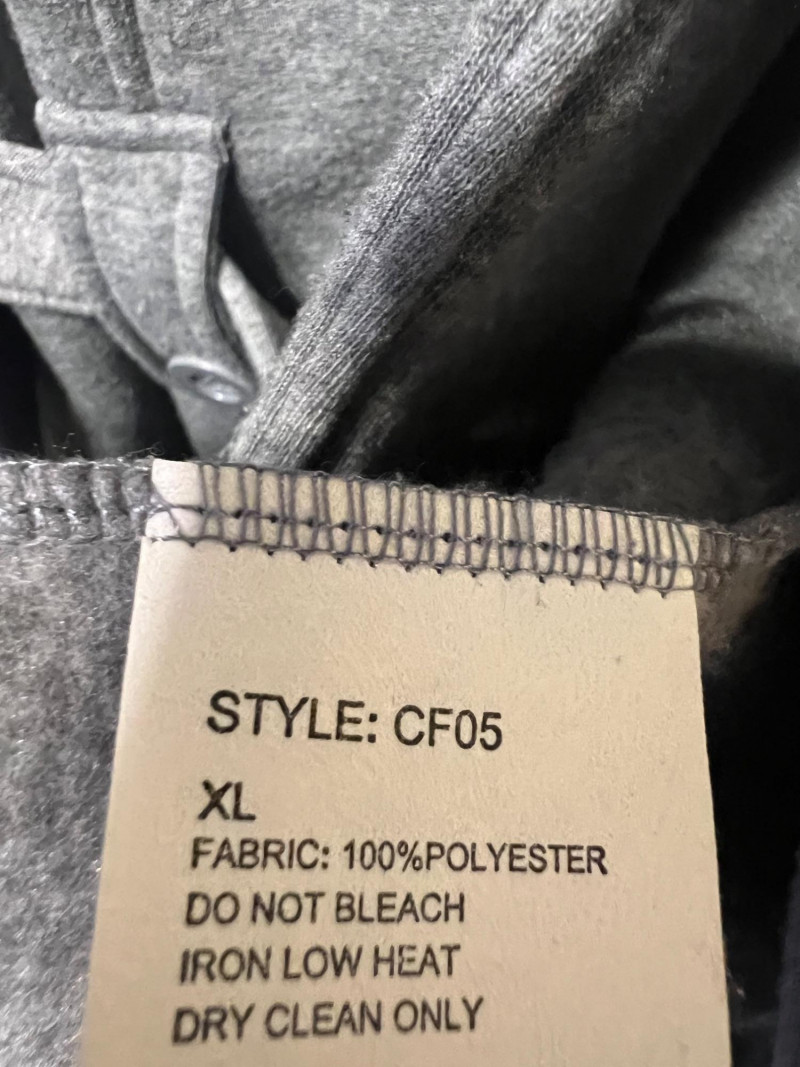 STYLE: CF05
XL
FABRIC: 100%POLYESTER
DO NOT BLEACH
IRON LOW HEAT
DRY CLEAN ONLY